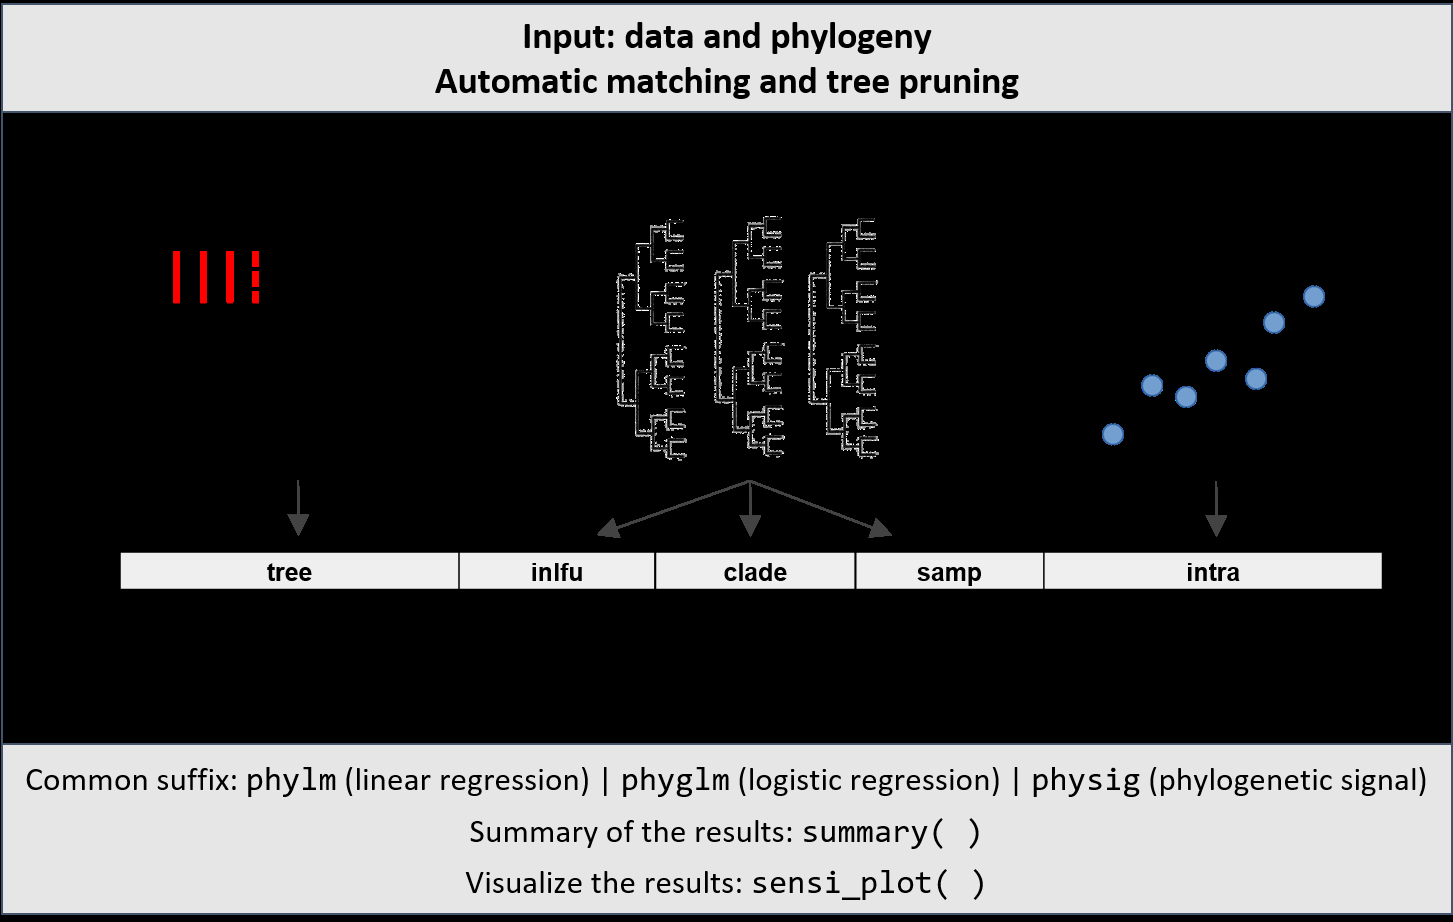 Input: data and phylogeny
Automatic matching and tree pruning
tree inlfu clade samp intra
Common suffix: phylm (linear regression) | phyglm (logistic regression) | physig (phylogenetic signal)
Summary of the results: summary( )
Visualize the results: sensi_plot( )